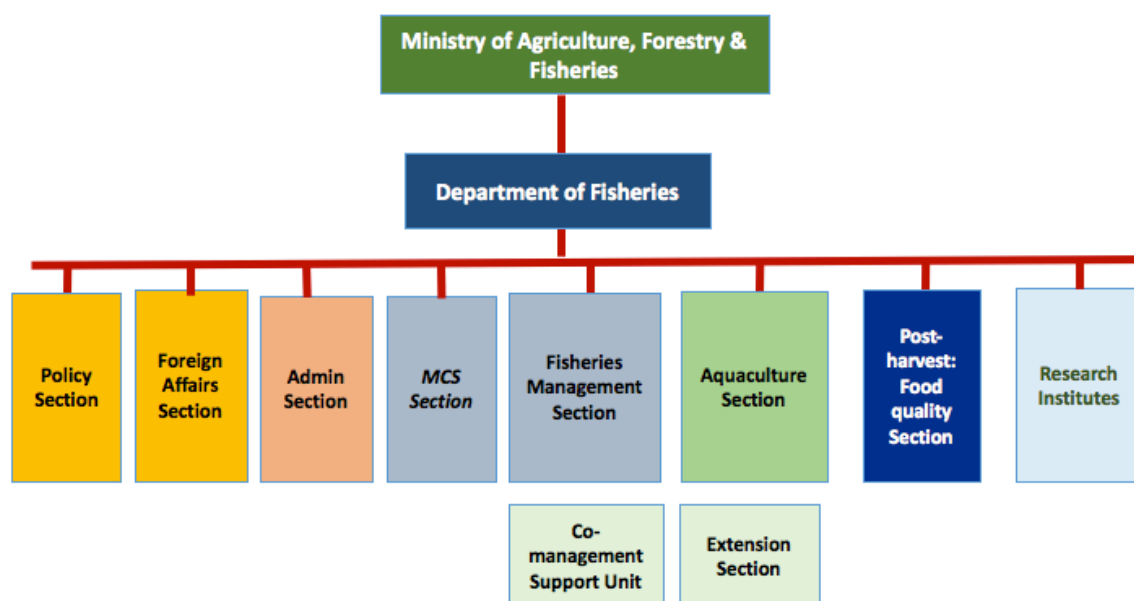 Ministry of Agriculture, Forestry &
Fisheries
Department of Fisheries
Policy
Section
Foreign
Affairs
Section
Admin
Section
MCS
Section
Fisheries
Management
Section
Aquaculture
Section
Post-
harvest:
Food
quality
Section
Research
Institutes
Co-
management
Support Unit
Extension
Section